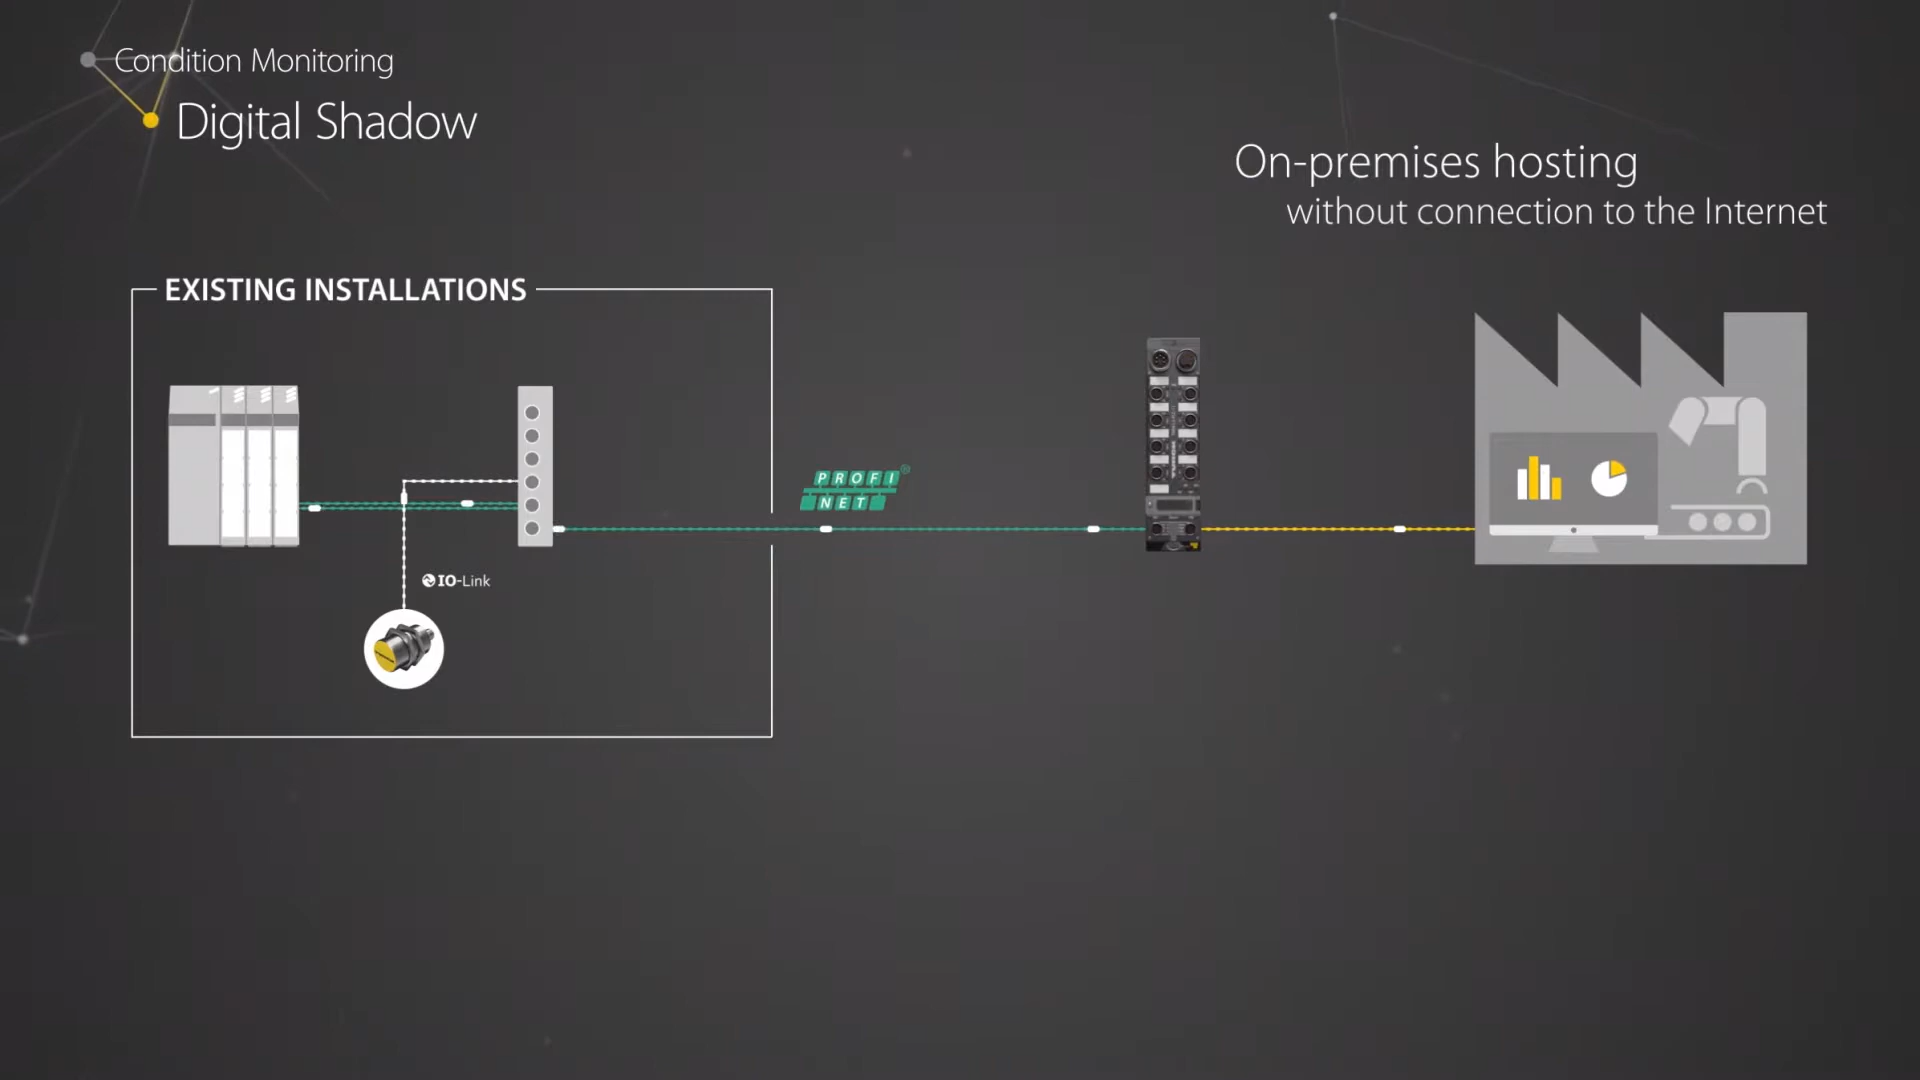 Condition Monitoring
Digital Shadow
On-premises hosting
without connection to the Internet
EXISTING INSTALLATIONS
PROFI®
NET
IO-Link